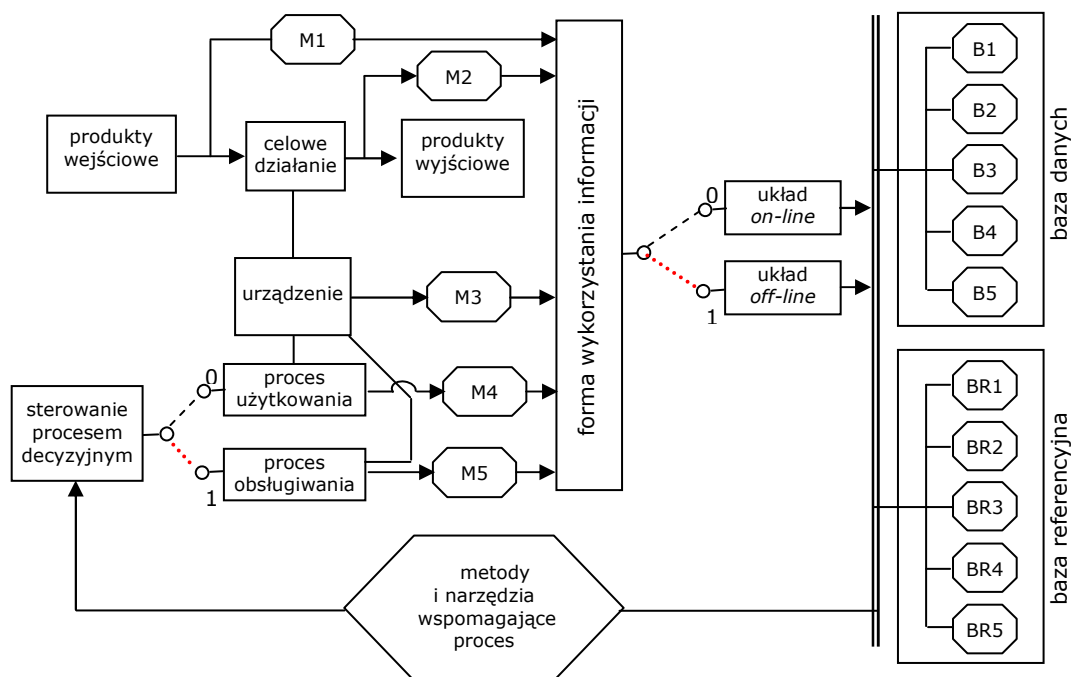 M1
M2
produkty
wejściowe
celowe
działanie
produkty
wyjściowe
urządzenie
M3
sterowanie
procesem
decyzyjnym
0
1
proces
użytkowania
M4
proces
obsługiwania
M5
forma wykorzystania informacji
0
1
układ
on-line
układ
off-line
B1
B2
B3
B4
B5
baza danych
BR1
BR2
BR3
BR4
BR5
baza referencyjna
metody
i narzędzia
wspomagające
proces